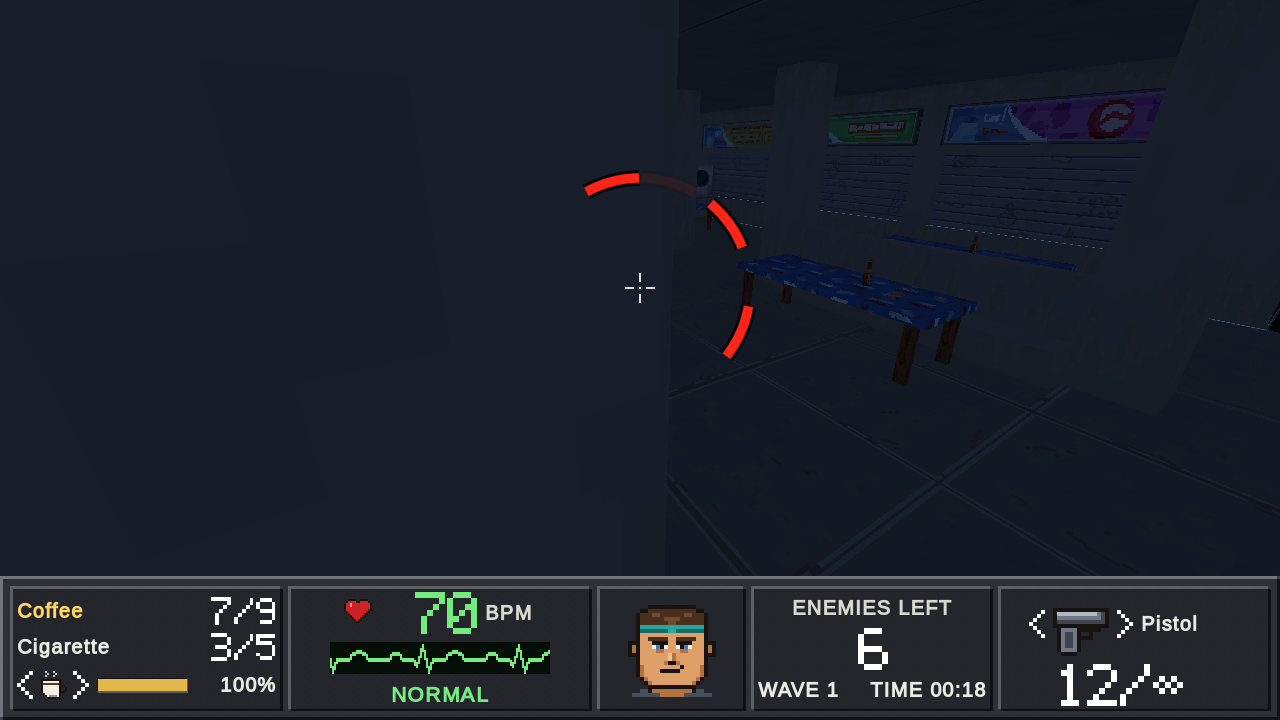 Coffee 7/9
Cigarette 3/5
100%
70 BPM
NORMAL
ENEMIES LEFT
6
WAVE 1 TIME 00:18
Pistol
12/∞